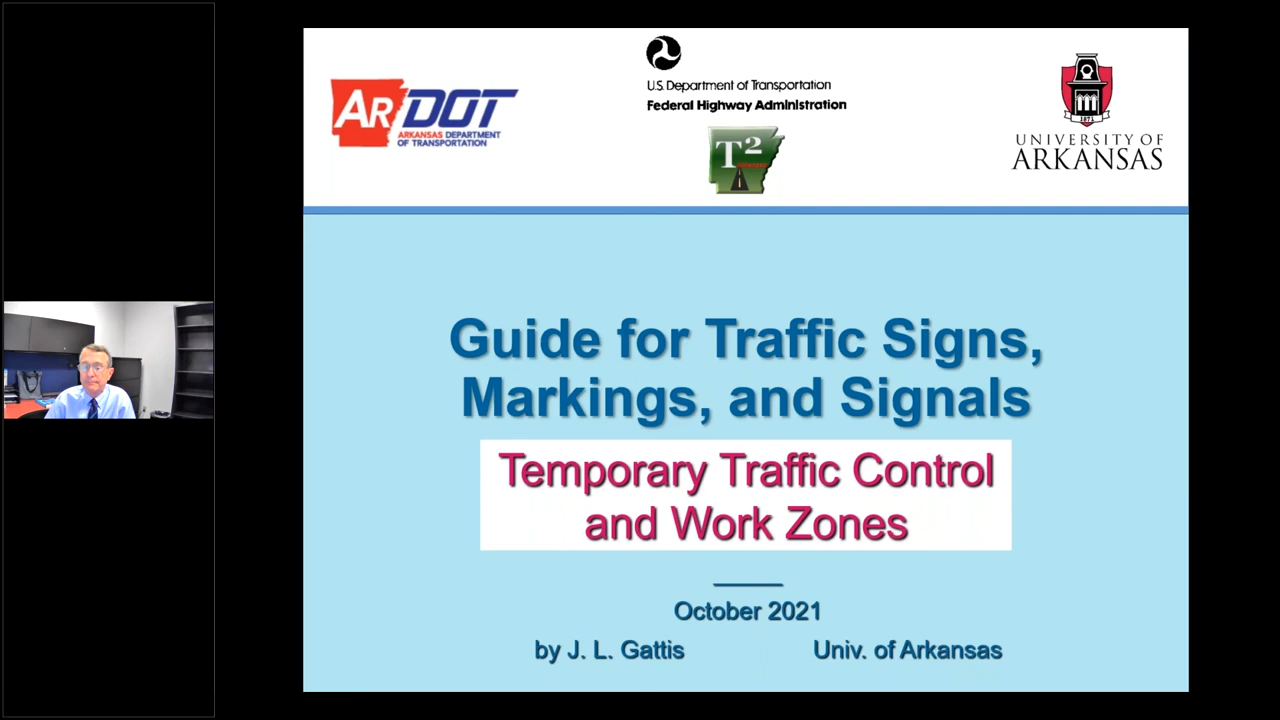 ARDOT
ARKANSAS DEPARTMENT
OF TRANSPORTATION
U.S. Department of Transportation
Federal Highway Administration
T2
1871
UNIVERSITY OF
ARKANSAS
Guide for Traffic Signs,
Markings, and Signals
Temporary Traffic Control
and Work Zones
October 2021
by J. L. Gattis Univ. of Arkansas